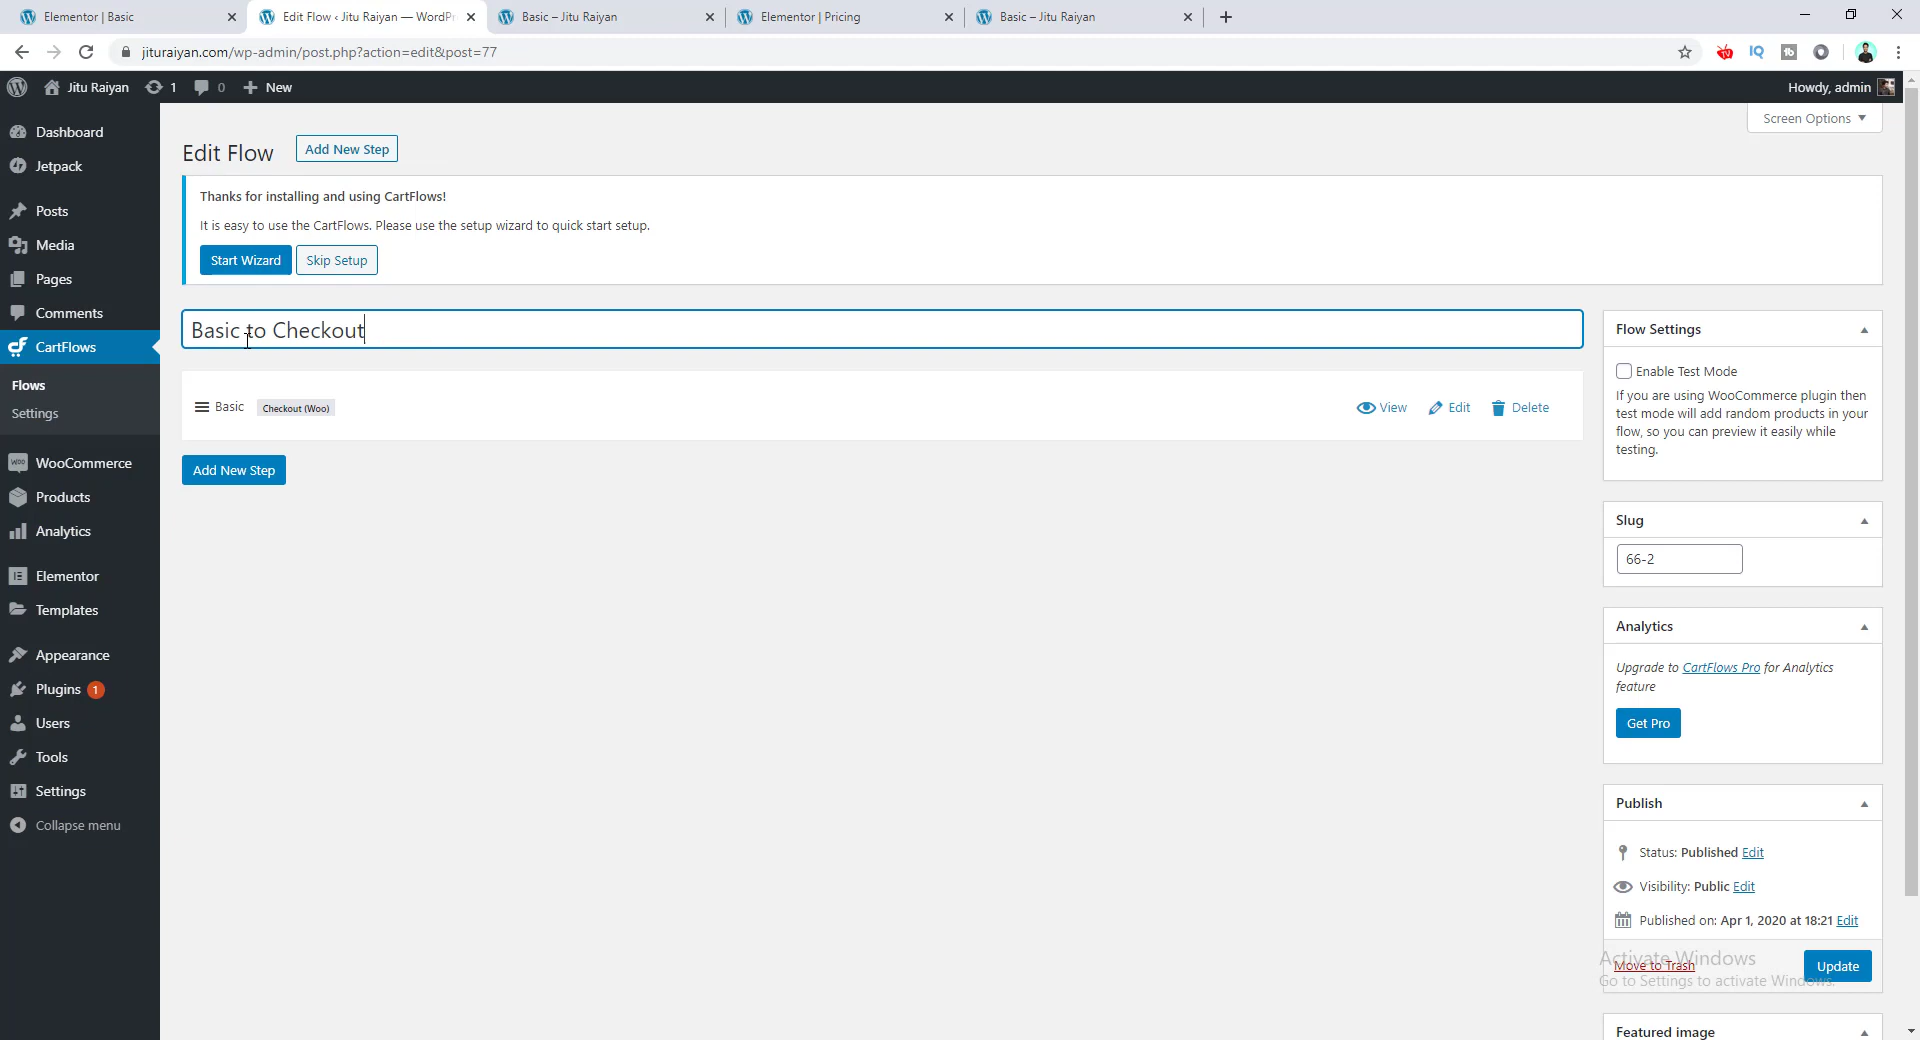 Elementor | Basic
Edit Flow ‹ Jitu Raiyan — WordPr
Basic – Jitu Raiyan
Elementor | Pricing
Basic – Jitu Raiyan
jituraiyan.com/wp-admin/post.php?action=edit&post=77
Jitu Raiyan
1
0
New
Howdy, admin
Screen Options
Dashboard
Jetpack
Posts
Media
Pages
Comments
CartFlows
Flows
Settings
WooCommerce
Products
Analytics
Elementor
Templates
Appearance
Plugins 1
Users
Tools
Settings
Collapse menu
Edit Flow
Add New Step
Thanks for installing and using CartFlows!
It is easy to use the CartFlows. Please use the setup wizard to quick start setup.
Start Wizard
Skip Setup
Basic to Checkout
Basic
Checkout (Woo)
View
Edit
Delete
Add New Step
Flow Settings
Enable Test Mode
If you are using WooCommerce plugin then
test mode will add random products in your
flow, so you can preview it easily while
testing.
Slug
66-2
Analytics
Upgrade to CartFlows Pro for Analytics
feature
Get Pro
Publish
Status: Published Edit
Visibility: Public Edit
Published on: Apr 1, 2020 at 18:21 Edit
Move to Trash
Update
Activate Windows
Go to Settings to activate Windows.
Featured image